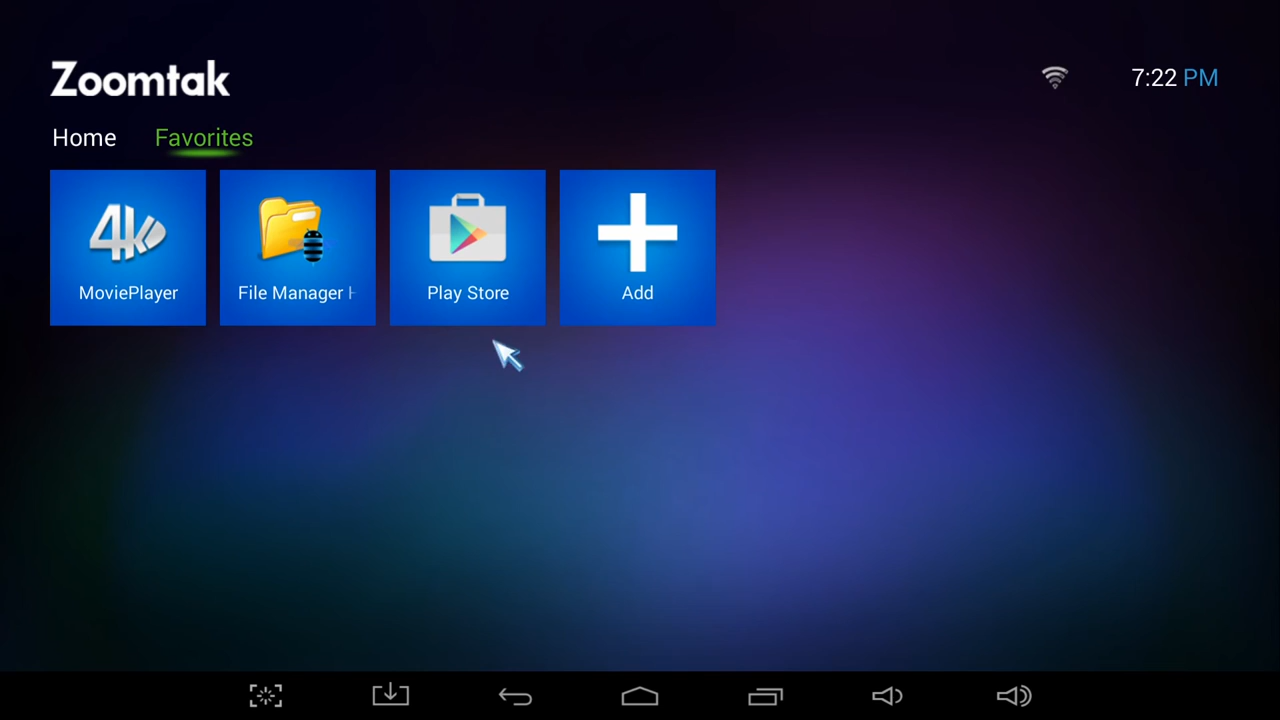 Zoomtak
7:22 PM
Home Favorites
4K
MoviePlayer
File Manager
Play Store
Add